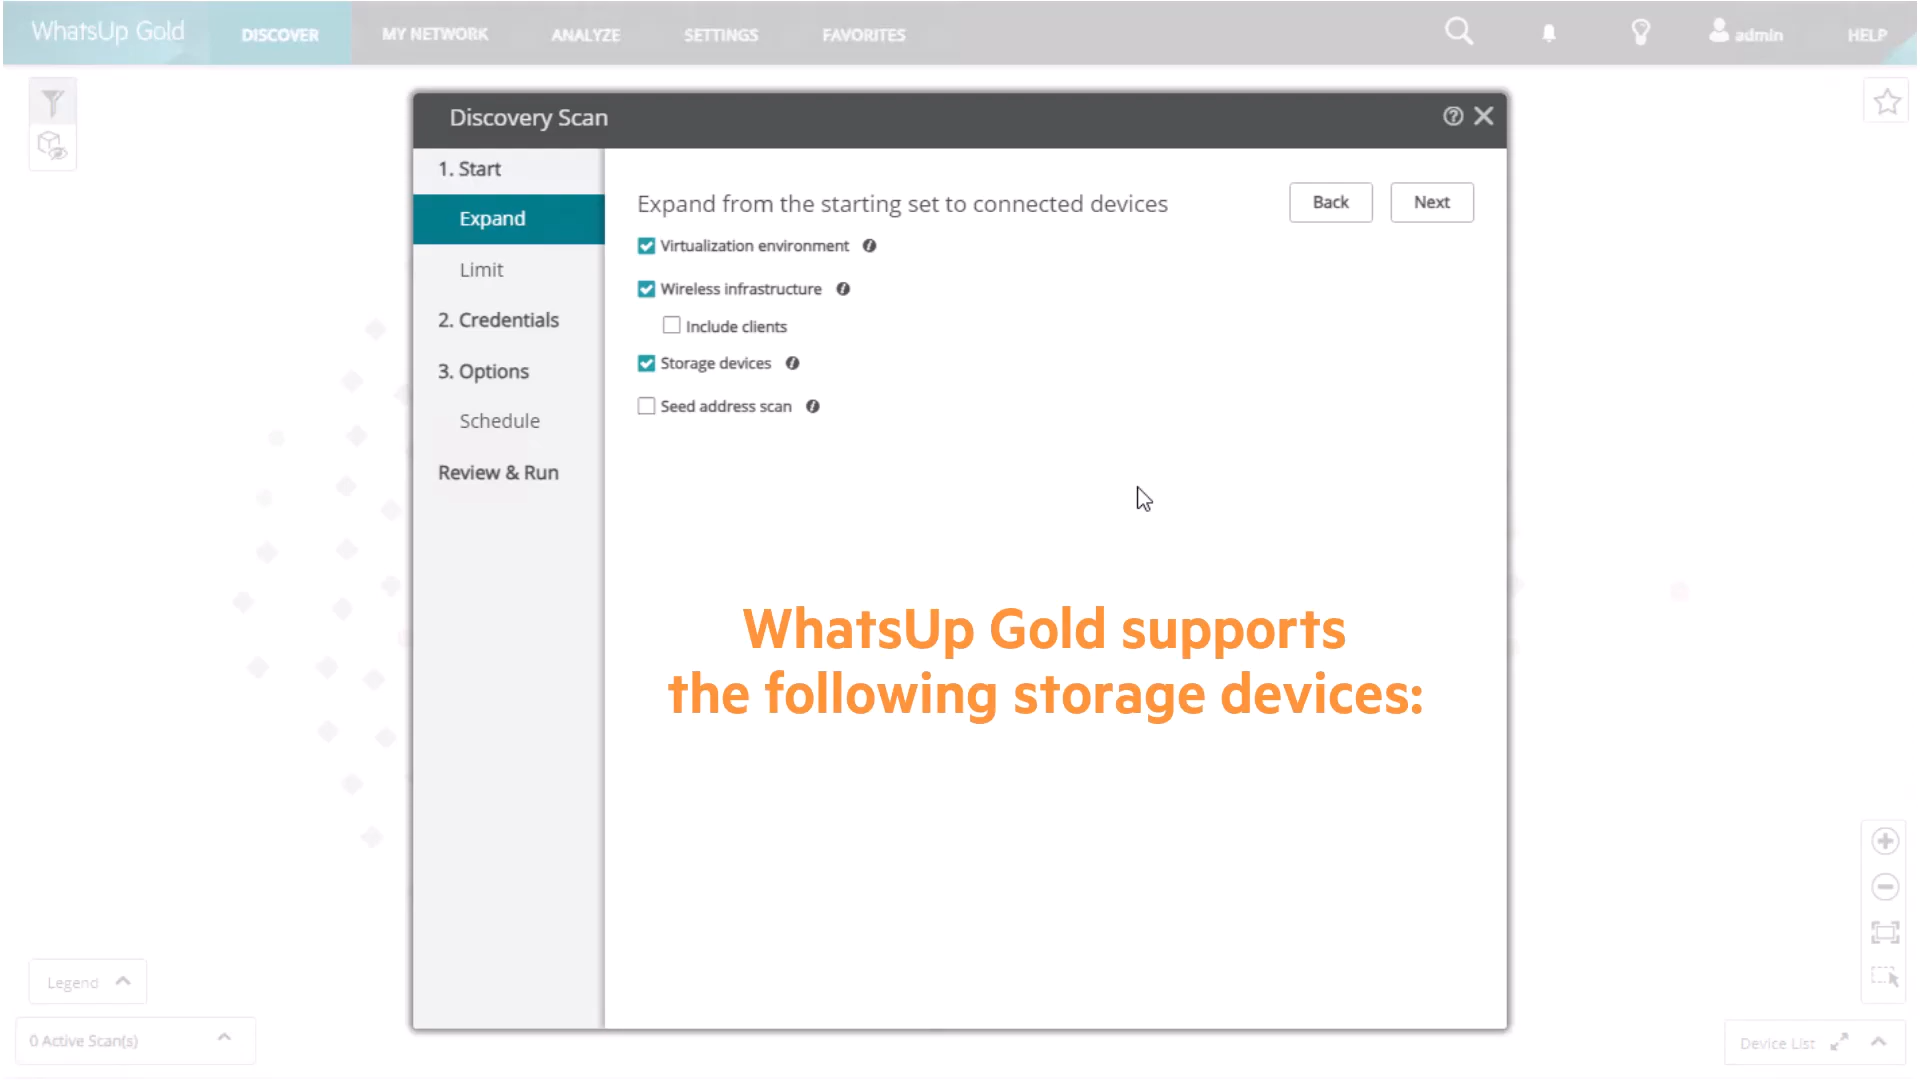 WhatsUp Gold
DISCOVER
MY NETWORK
ANALYZE
SETTINGS
FAVORITES
admin
HELP
Discovery Scan
1. Start
Expand
Limit
2. Credentials
3. Options
Schedule
Review & Run
Expand from the starting set to connected devices
Back
Next
Virtualization environment
Wireless infrastructure
Include clients
Storage devices
Seed address scan
WhatsUp Gold supports
the following storage devices:
Legend
0 Active Scan(s)
Device List